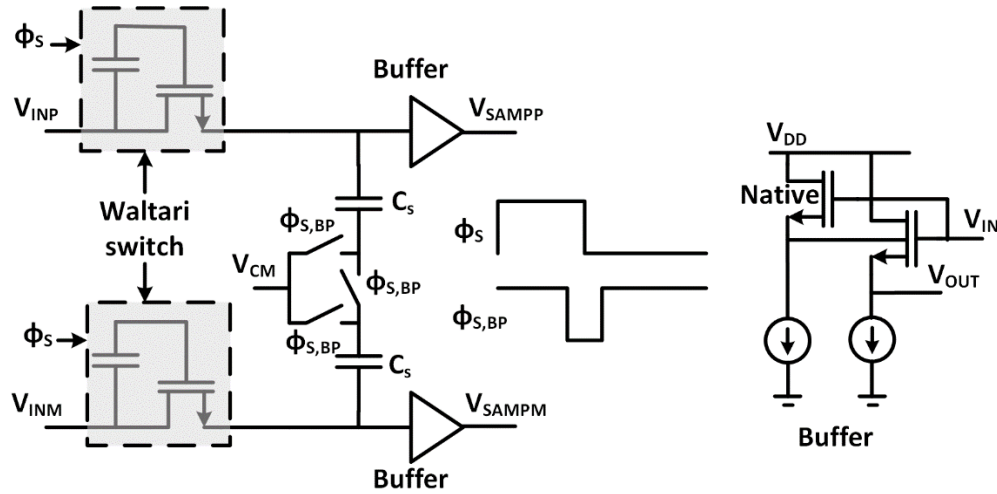 ΦS
VINP
Buffer
VSAMPP
Waltari
switch
Cs
ΦS,BP
VCM
ΦS,BP
ΦS,BP
Cs
ΦS
VINM
VSAMPM
Buffer
ΦS
ΦS,BP
VDD
Native
VIN
VOUT
Buffer